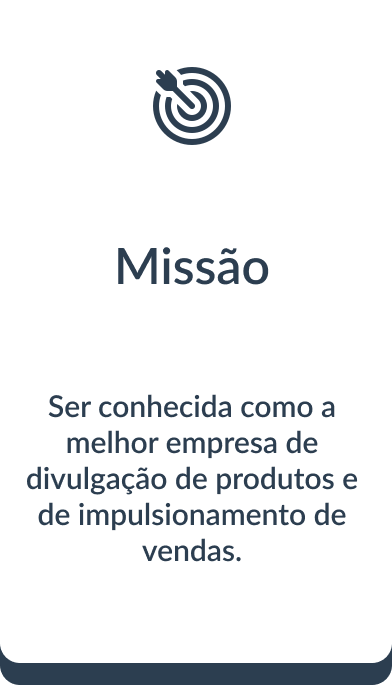 Missão
Ser conhecida como a
melhor empresa de
divulgação de produtos e
de impulsionamento de
vendas.